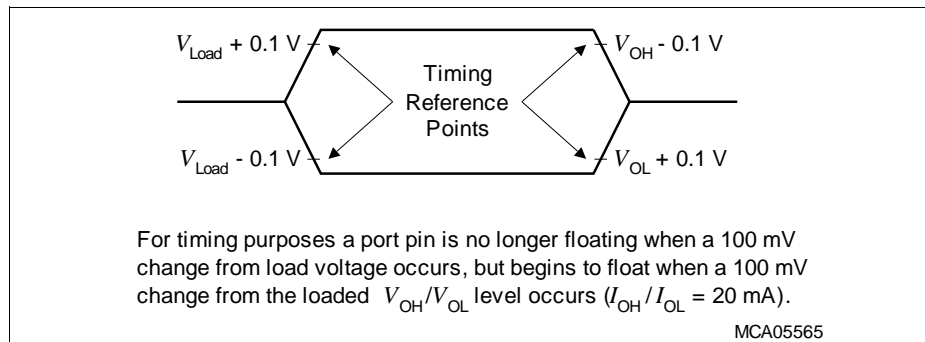 V_Load + 0.1 V
V_OH - 0.1 V
Timing
Reference
Points
V_Load - 0.1 V
V_OL + 0.1 V
For timing purposes a port pin is no longer floating when a 100 mV
change from load voltage occurs, but begins to float when a 100 mV
change from the loaded V_OH/V_OL level occurs (I_OH / I_OL = 20 mA).
MCA05565